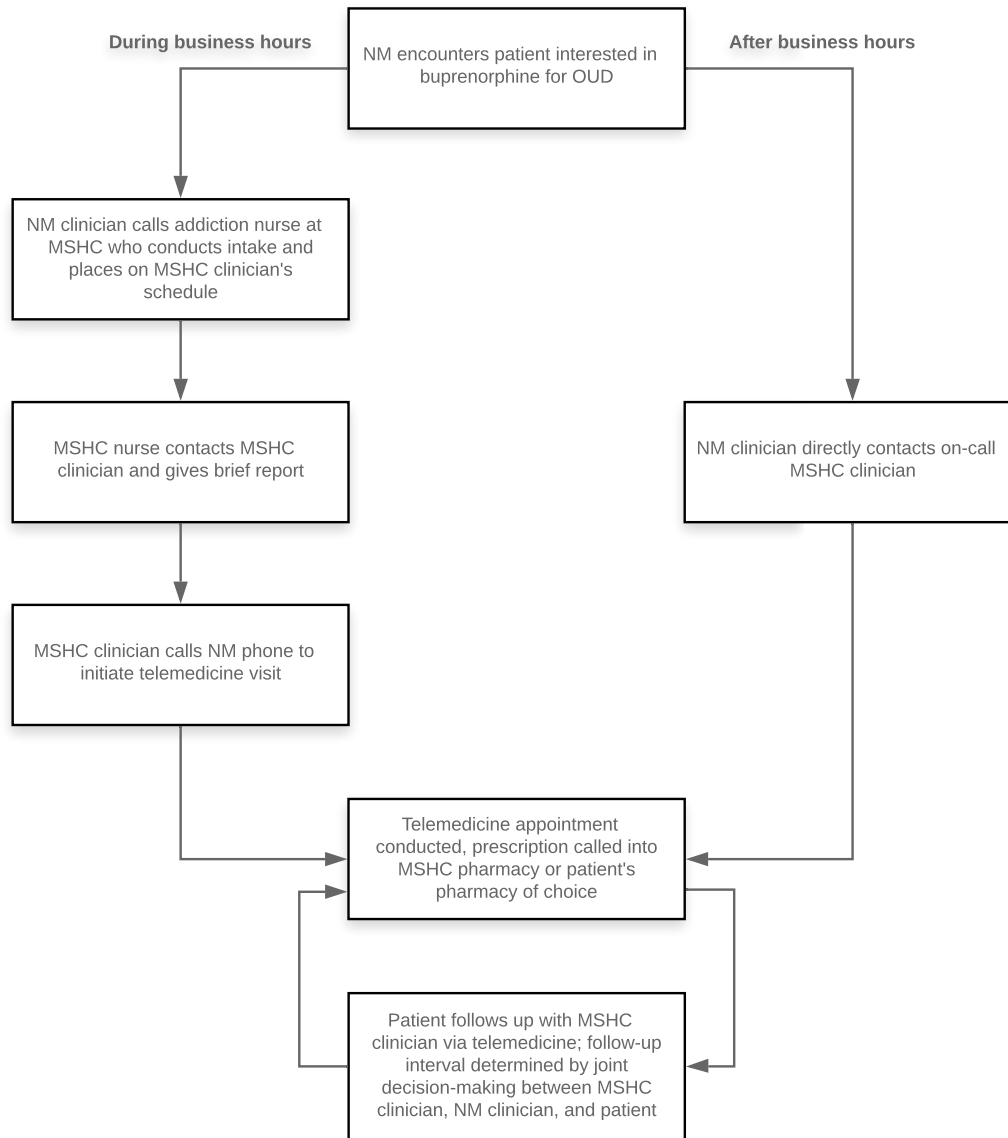 During business hours
NM encounters patient interested in
buprenorphine for OUD
After business hours
NM clinician calls addiction nurse at
MSHC who conducts intake and
places on MSHC clinician's
schedule
MSHC nurse contacts MSHC
clinician and gives brief report
NM clinician directly contacts on-call
MSHC clinician
MSHC clinician calls NM phone to
initiate telemedicine visit
Telemedicine appointment
conducted, prescription called into
MSHC pharmacy or patient's
pharmacy of choice
Patient follows up with MSHC
clinician via telemedicine; follow-up
interval determined by joint
decision-making between MSHC
clinician, NM clinician, and patient